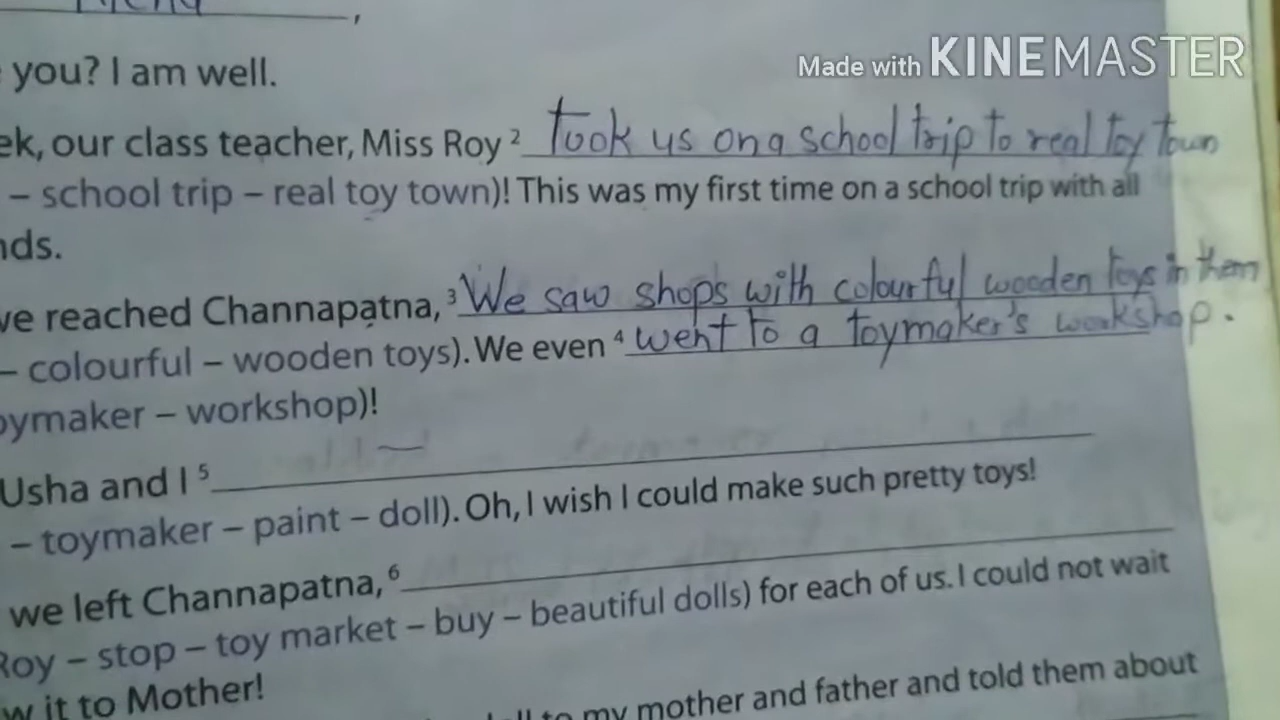 Made with KINEMASTER
you? I am well.
ek, our class teacher, Miss Roy ² took us on a school trip to real toy town
– school trip – real toy town)! This was my first time on a school trip with all
nds.
ve reached Channapatna, ³ We saw shops with colourful wooden toys in them
– colourful – wooden toys). We even ⁴ went to a toymaker's workshop.
oymaker – workshop)!
Usha and I ⁵
– toymaker – paint – doll). Oh, I wish I could make such pretty toys!
we left Channapatna, ⁶
Roy – stop – toy market – buy – beautiful dolls) for each of us. I could not wait
w it to Mother!
to my mother and father and told them about